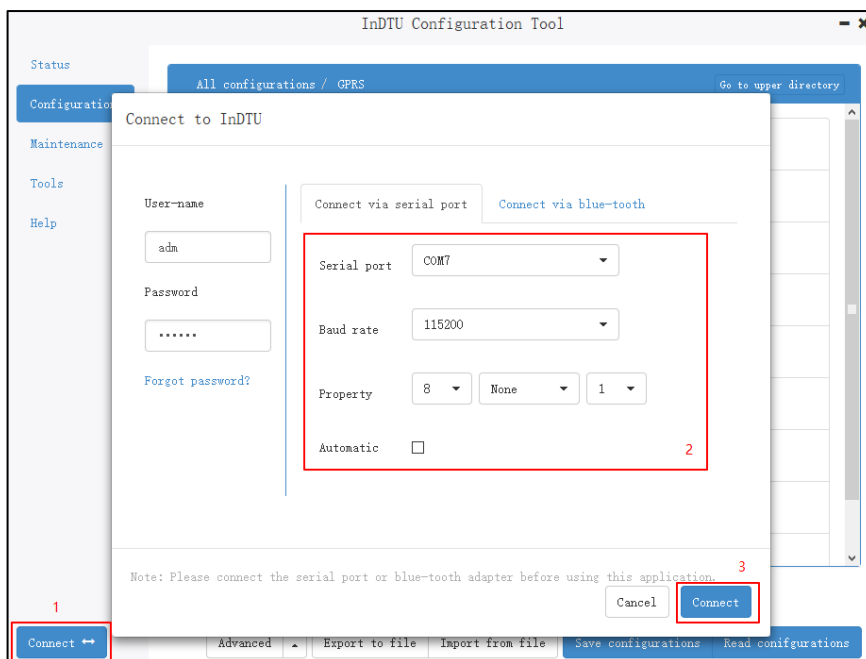 InDTU Configuration Tool
Status
All configurations / GPRS
Go to upper directory
Configuration
Connect to InDTU
Maintenance
Tools
Help
User-name
Connect via serial port
Connect via blue-tooth
adm
Serial port
COM7
Password
Baud rate
115200
······
Forgot password?
Property
8
None
1
Automatic
2
Note: Please connect the serial port or blue-tooth adapter before using this application.
3
1
Cancel
Connect
Connect ↔
Advanced
Export to file
Import from file
Save configurations
Read conifgurations